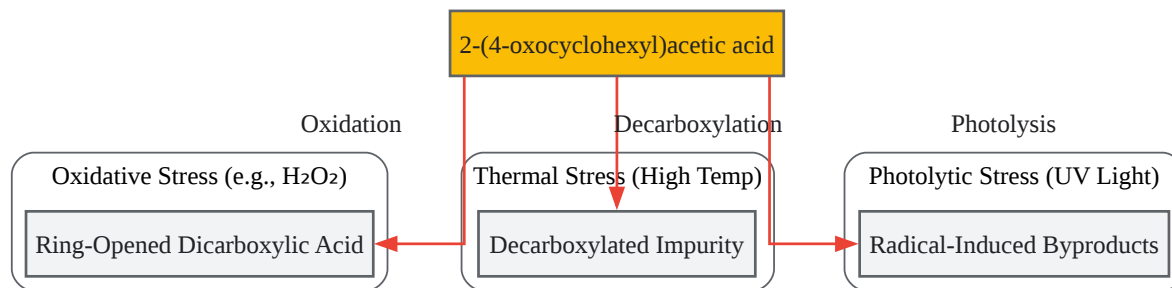 2-(4-oxocyclohexyl)acetic acid
Oxidation
Decarboxylation
Photolysis
Oxidative Stress (e.g., H₂O₂)
Thermal Stress (High Temp)
Photolytic Stress (UV Light)
Ring-Opened Dicarboxylic Acid
Decarboxylated Impurity
Radical-Induced Byproducts